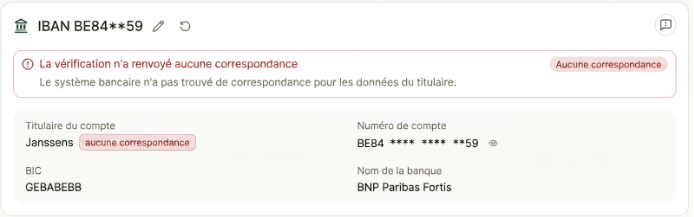 IBAN BE84**59
La vérification n'a renvoyé aucune correspondance
Aucune correspondance
Le système bancaire n'a pas trouvé de correspondance pour les données du titulaire.
Titulaire du compte
Numéro de compte
Janssens aucune correspondance
BE84 **** **** **59
BIC
Nom de la banque
GEBABEBB
BNP Paribas Fortis